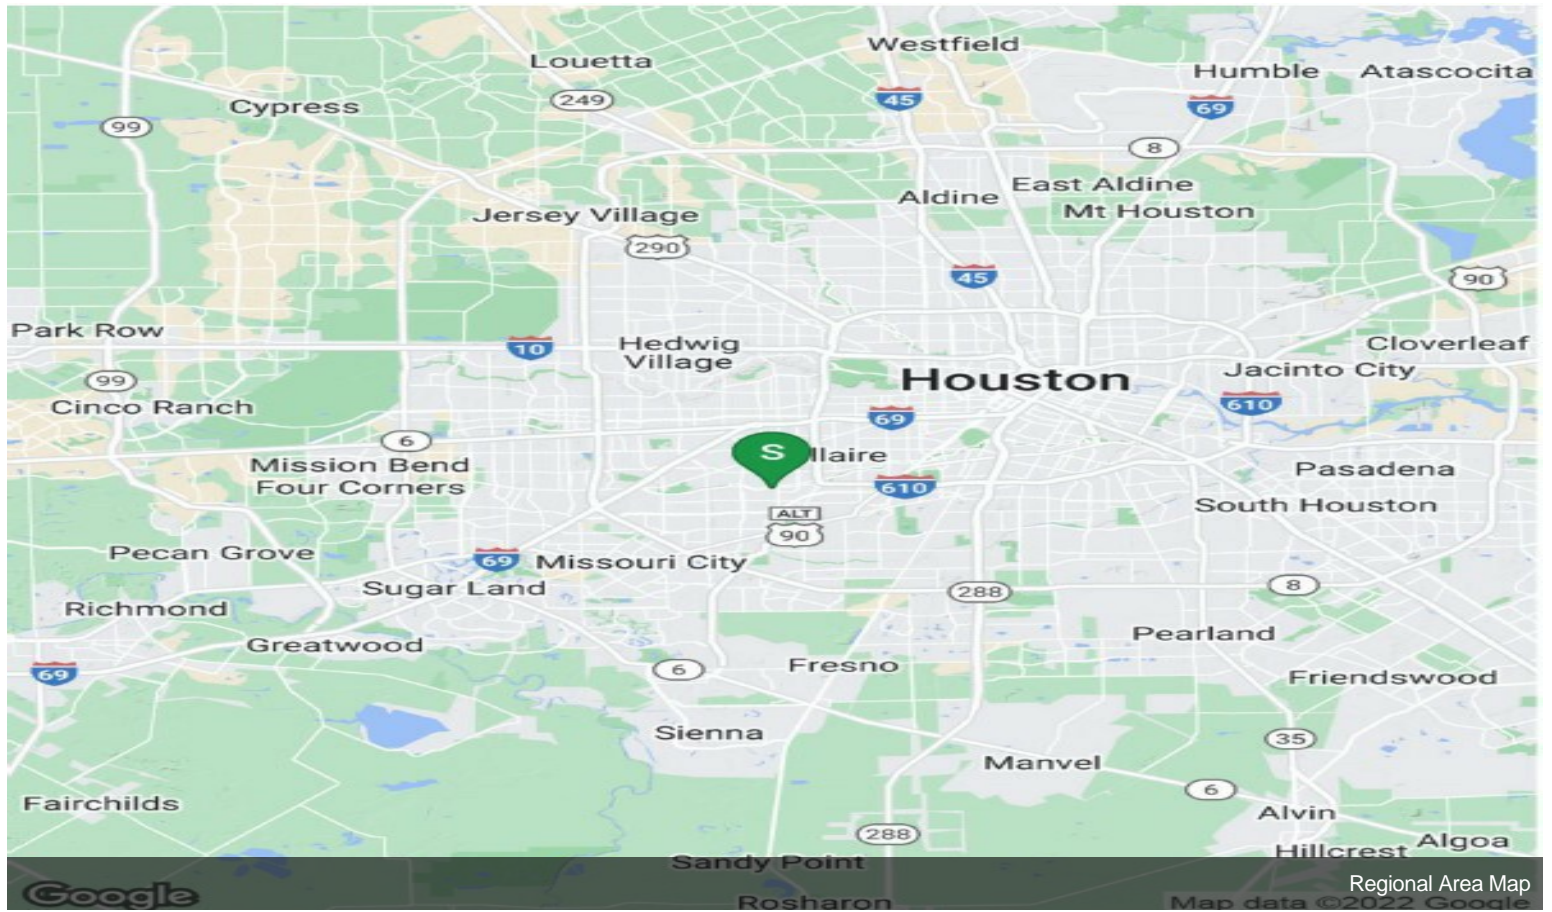 Westfield
Louetta
Humble
Atascocita
249
45
69
Cypress
99
8
East Aldine
Aldine
Mt Houston
Jersey Village
290
45
90
Park Row
10
Hedwig
Village
Cloverleaf
Houston
Jacinto City
99
Cinco Ranch
610
69
6
S
llaire
Mission Bend
Four Corners
Pasadena
610
South Houston
ALT
90
Pecan Grove
69
Missouri City
Sugar Land
288
8
Richmond
Greatwood
Pearland
69
6
Fresno
Friendswood
Sienna
35
Manvel
6
Fairchilds
Alvin
288
Algoa
Hillcrest
Sandy Point
Regional Area Map
Google
Rosharon
Map data ©2022 Google